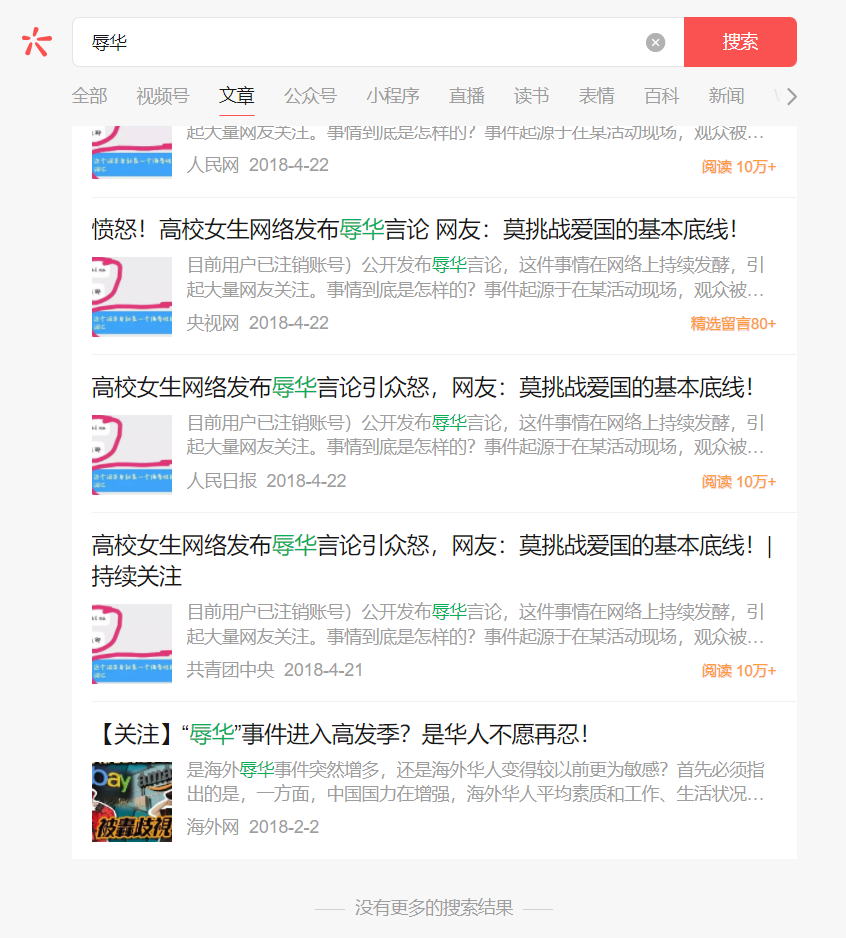 辱华
搜索
全部 视频号 文章 公众号 小程序 直播 读书 表情 百科 新闻
起大量网友关注。事情到底是怎样的？事件起源于在某活动现场，观众被…
人民网 2018-4-22 阅读 10万+
愤怒！高校女生网络发布辱华言论 网友：莫挑战爱国的基本底线！
目前用户已注销账号）公开发布辱华言论，这件事情在网络上持续发酵，引
起大量网友关注。事情到底是怎样的？事件起源于在某活动现场，观众被…
央视网 2018-4-22 精选留言80+
高校女生网络发布辱华言论引众怒，网友：莫挑战爱国的基本底线！
目前用户已注销账号）公开发布辱华言论，这件事情在网络上持续发酵，引
起大量网友关注。事情到底是怎样的？事件起源于在某活动现场，观众被…
人民日报 2018-4-22 阅读 10万+
高校女生网络发布辱华言论引众怒，网友：莫挑战爱国的基本底线！|
持续关注
目前用户已注销账号）公开发布辱华言论，这件事情在网络上持续发酵，引
起大量网友关注。事情到底是怎样的？事件起源于在某活动现场，观众被…
共青团中央 2018-4-21 阅读 10万+
【关注】“辱华”事件进入高发季？是华人不愿再忍！
是海外辱华事件突然增多，还是海外华人变得较以前更为敏感？首先必须指
出的是，一方面，中国国力在增强，海外华人平均素质和工作、生活状况…
被轰歧視
海外网 2018-2-2
没有更多的搜索结果